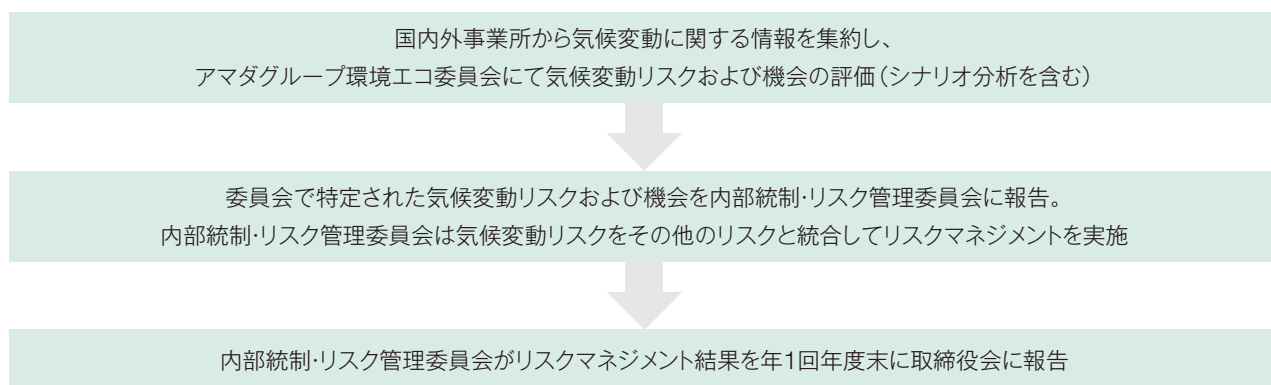 国内外事業所から気候変動に関する情報を集約し、
アマダグループ環境エコ委員会にて気候変動リスクおよび機会の評価(シナリオ分析を含む)
委員会で特定された気候変動リスクおよび機会を内部統制・リスク管理委員会に報告。
内部統制・リスク管理委員会は気候変動リスクをその他のリスクと統合してリスクマネジメントを実施
内部統制・リスク管理委員会がリスクマネジメント結果を年1回年度末に取締役会に報告